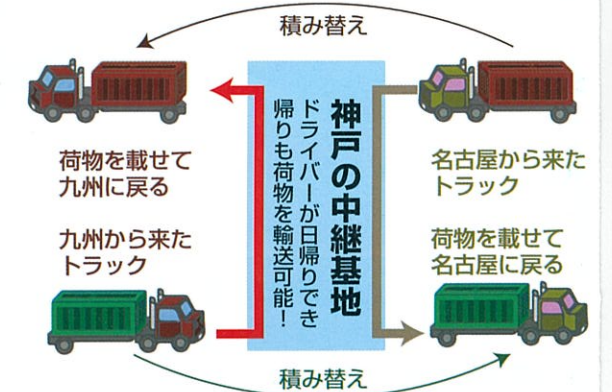 積み替え
荷物を載せて
九州に戻る
九州から来た
トラック
神戸の中継基地
ドライバーが日帰りでき
帰りも荷物を輸送可能！
名古屋から来た
トラック
荷物を載せて
名古屋に戻る
積み替え